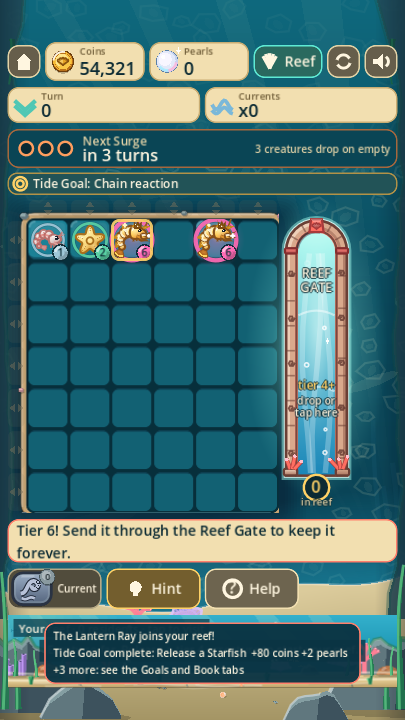 Coins
54,321
Pearls
0
Reef
Turn
0
Currents
x0
Next Surge
in 3 turns
3 creatures drop on empty
Tide Goal: Chain reaction
1
2
6
6
REEF
GATE
tier 4+
drop or
tap here
0
in reef
Tier 6! Send it through the Reef Gate to keep it
forever.
0
Current
Hint
Help
Your
The Lantern Ray joins your reef!
Tide Goal complete: Release a Starfish +80 coins +2 pearls
+3 more: see the Goals and Book tabs